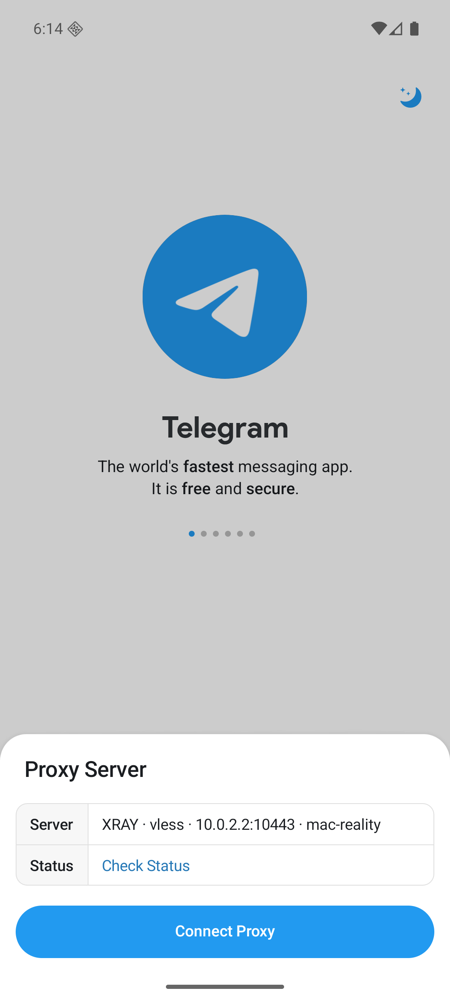 6:14
Telegram
The world's fastest messaging app.
It is free and secure.
Proxy Server
Server XRAY · vless · 10.0.2.2:10443 · mac-reality
Status Check Status
Connect Proxy